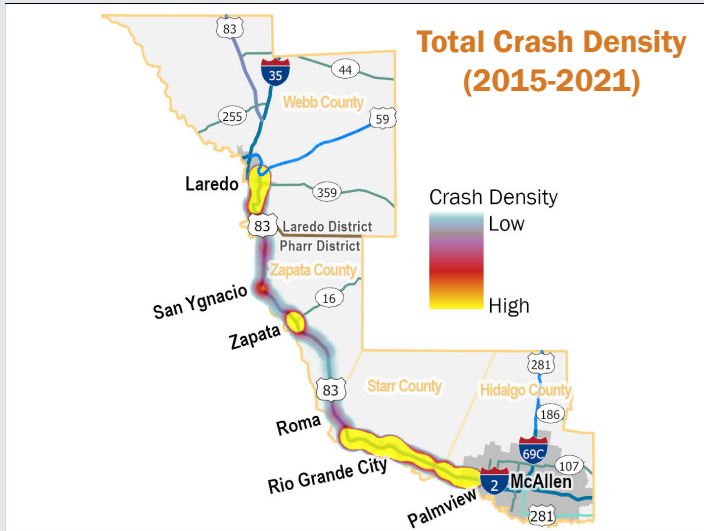 Total Crash Density
(2015-2021)
83
35
44
Webb County
255
59
Laredo
359
83
Laredo District
Pharr District
Zapata County
San Ygnacio
16
Zapata
Crash Density
Low
High
281
83
Starr County
Hidalgo County
186
Roma
69C
107
Rio Grande City
2
McAllen
Palmview
281